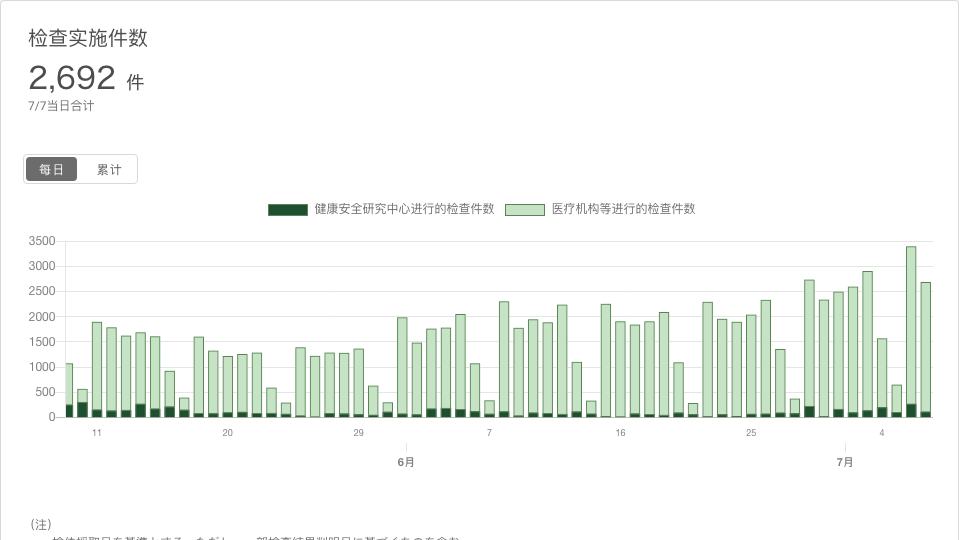 检查实施件数
2,692 件
7/7当日合计
每日 累计
健康安全研究中心进行的检查件数 医疗机构等进行的检查件数
3500
3000
2500
2000
1500
1000
500
0
11 20 29 7 16 25 4
6月 7月
(注)